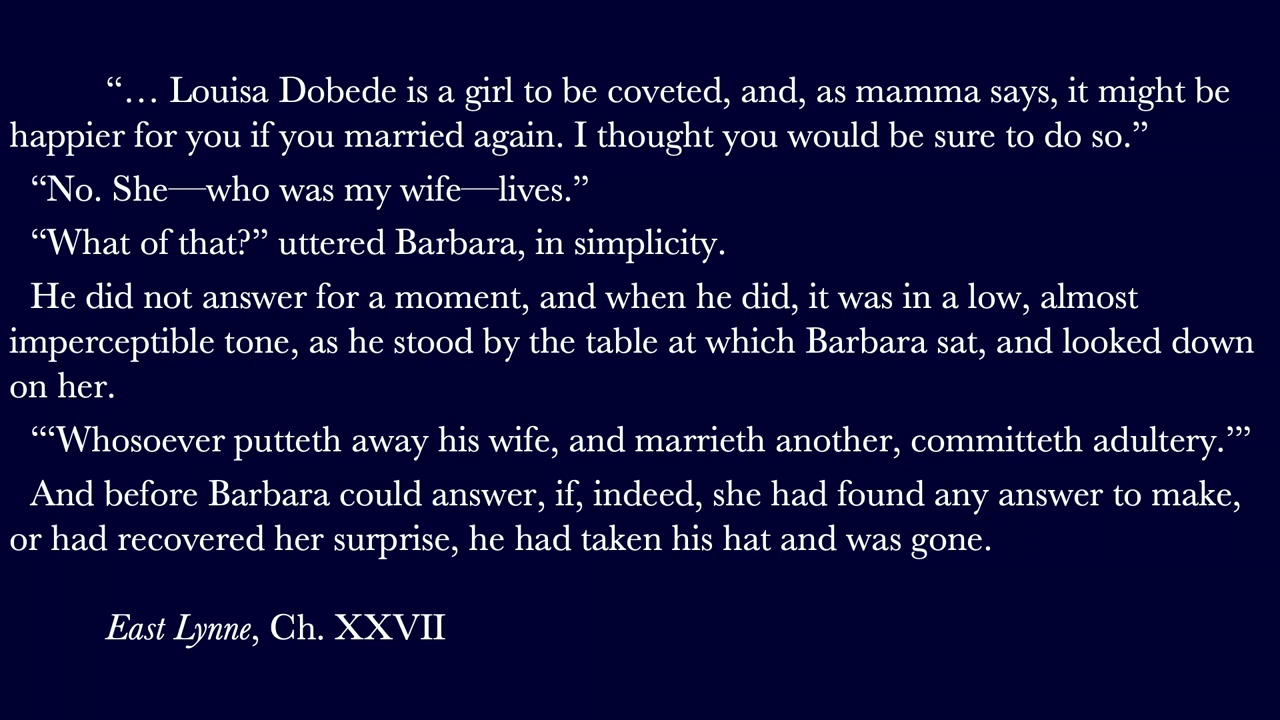 “… Louisa Dobede is a girl to be coveted, and, as mamma says, it might be
happier for you if you married again. I thought you would be sure to do so.”
“No. She—who was my wife—lives.”
“What of that?” uttered Barbara, in simplicity.
He did not answer for a moment, and when he did, it was in a low, almost
imperceptible tone, as he stood by the table at which Barbara sat, and looked down
on her.
“‘Whosoever putteth away his wife, and marrieth another, committeth adultery.’”
And before Barbara could answer, if, indeed, she had found any answer to make,
or had recovered her surprise, he had taken his hat and was gone.
East Lynne, Ch. XXVII